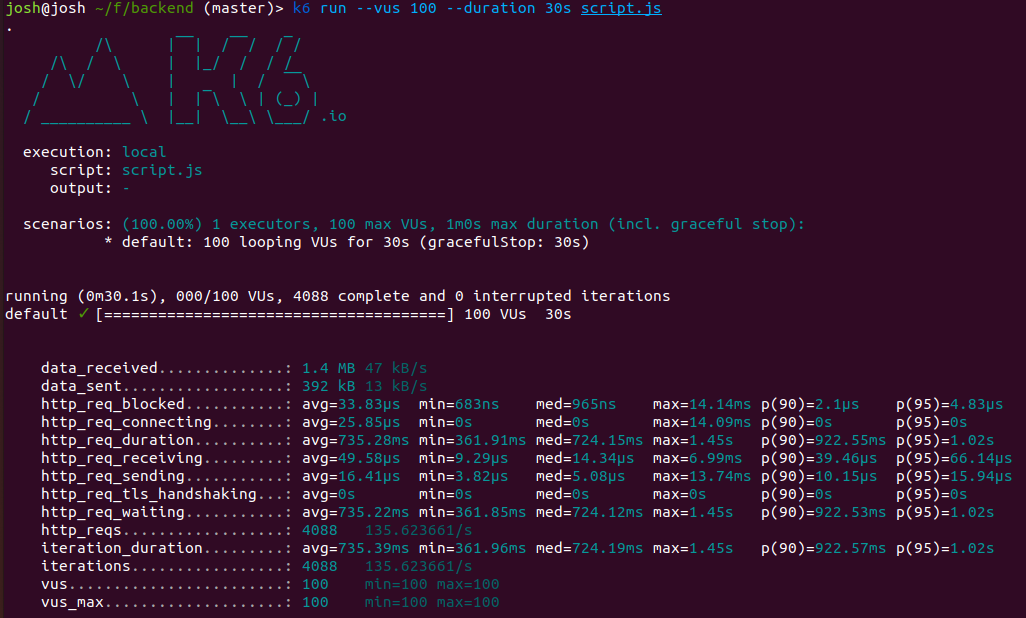 josh@josh ~/f/backend (master)> k6 run --vus 100 --duration 30s script.js
.
K6 .io
execution: local
script: script.js
output: -
scenarios: (100.00%) 1 executors, 100 max VUs, 1m0s max duration (incl. graceful stop):
* default: 100 looping VUs for 30s (gracefulStop: 30s)
running (0m30.1s), 000/100 VUs, 4088 complete and 0 interrupted iterations
default ✓ [======================================] 100 VUs  30s
data_received..............: 1.4 MB 47 kB/s
data_sent..................: 392 kB 13 kB/s
http_req_blocked...........: avg=33.83µs  min=683ns    med=965ns    max=14.14ms p(90)=2.1µs    p(95)=4.83µs
http_req_connecting........: avg=25.85µs  min=0s       med=0s       max=14.09ms p(90)=0s       p(95)=0s
http_req_duration..........: avg=735.28ms min=361.91ms med=724.15ms max=1.45s   p(90)=922.55ms p(95)=1.02s
http_req_receiving.........: avg=49.58µs  min=9.29µs   med=14.34µs  max=6.99ms  p(90)=39.46µs  p(95)=66.14µs
http_req_sending...........: avg=16.41µs  min=3.82µs   med=5.08µs   max=13.74ms p(90)=10.15µs  p(95)=15.94µs
http_req_tls_handshaking...: avg=0s       min=0s       med=0s       max=0s      p(90)=0s       p(95)=0s
http_req_waiting...........: avg=735.22ms min=361.85ms med=724.12ms max=1.45s   p(90)=922.53ms p(95)=1.02s
http_reqs..................: 4088   135.623661/s
iteration_duration.........: avg=735.39ms min=361.96ms med=724.19ms max=1.45s   p(90)=922.57ms p(95)=1.02s
iterations.................: 4088   135.623661/s
vus........................: 100    min=100 max=100
vus_max....................: 100    min=100 max=100